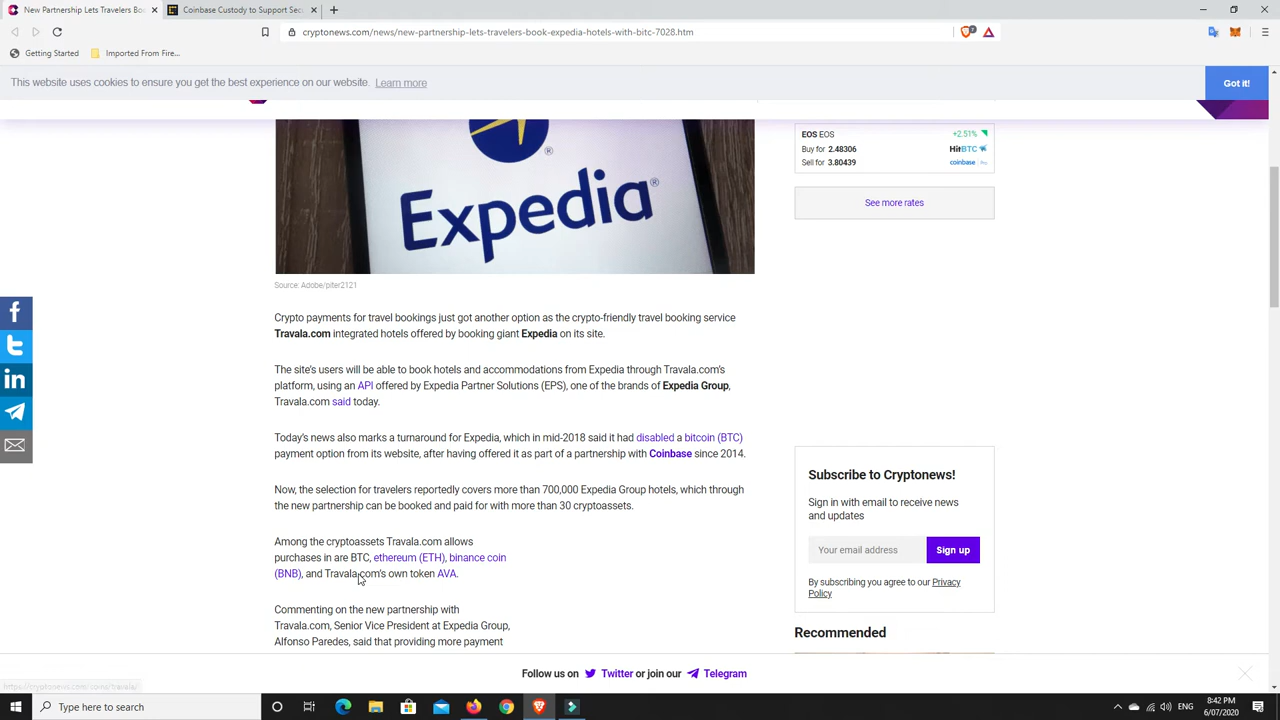 New Partnership Lets Travelers Bo
Coinbase Custody to Support Sec
cryptonews.com/news/new-partnership-lets-travelers-book-expedia-hotels-with-bitc-7028.htm
Getting Started
Imported From Fire...
This website uses cookies to ensure you get the best experience on our website. Learn more
Got it!
Expedia®
®
EOS EOS
+2.51%
Buy for 2.48306
HitBTC
Sell for 3.80439
coinbase Pro
See more rates
Source: Adobe/piter2121
Crypto payments for travel bookings just got another option as the crypto-friendly travel booking service
Travala.com integrated hotels offered by booking giant Expedia on its site.
The site's users will be able to book hotels and accommodations from Expedia through Travala.com's
platform, using an API offered by Expedia Partner Solutions (EPS), one of the brands of Expedia Group,
Travala.com said today.
Today's news also marks a turnaround for Expedia, which in mid-2018 said it had disabled a bitcoin (BTC)
payment option from its website, after having offered it as part of a partnership with Coinbase since 2014.
Now, the selection for travelers reportedly covers more than 700,000 Expedia Group hotels, which through
the new partnership can be booked and paid for with more than 30 cryptoassets.
Among the cryptoassets Travala.com allows
purchases in are BTC, ethereum (ETH), binance coin
(BNB), and Travala.com's own token AVA.
Commenting on the new partnership with
Travala.com, Senior Vice President at Expedia Group,
Alfonso Paredes, said that providing more payment
Subscribe to Cryptonews!
Sign in with email to receive news
and updates
Your email address
Sign up
By subscribing you agree to our Privacy
Policy
Recommended
Follow us on Twitter or join our Telegram
https://cryptonews.com/coins/travala/
Type here to search
ENG
8:42 PM
6/07/2020